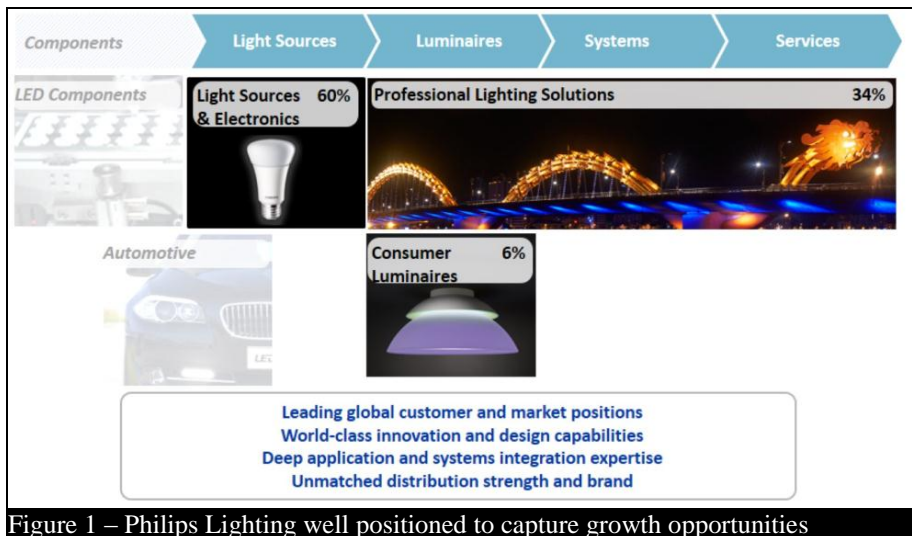 Components
Light Sources
Luminaires
Systems
Services
LED Components
Light Sources 60%
& Electronics
Professional Lighting Solutions 34%
Automotive
Consumer 6%
Luminaires
LED
Leading global customer and market positions
World-class innovation and design capabilities
Deep application and systems integration expertise
Unmatched distribution strength and brand
Figure 1 – Philips Lighting well positioned to capture growth opportunities